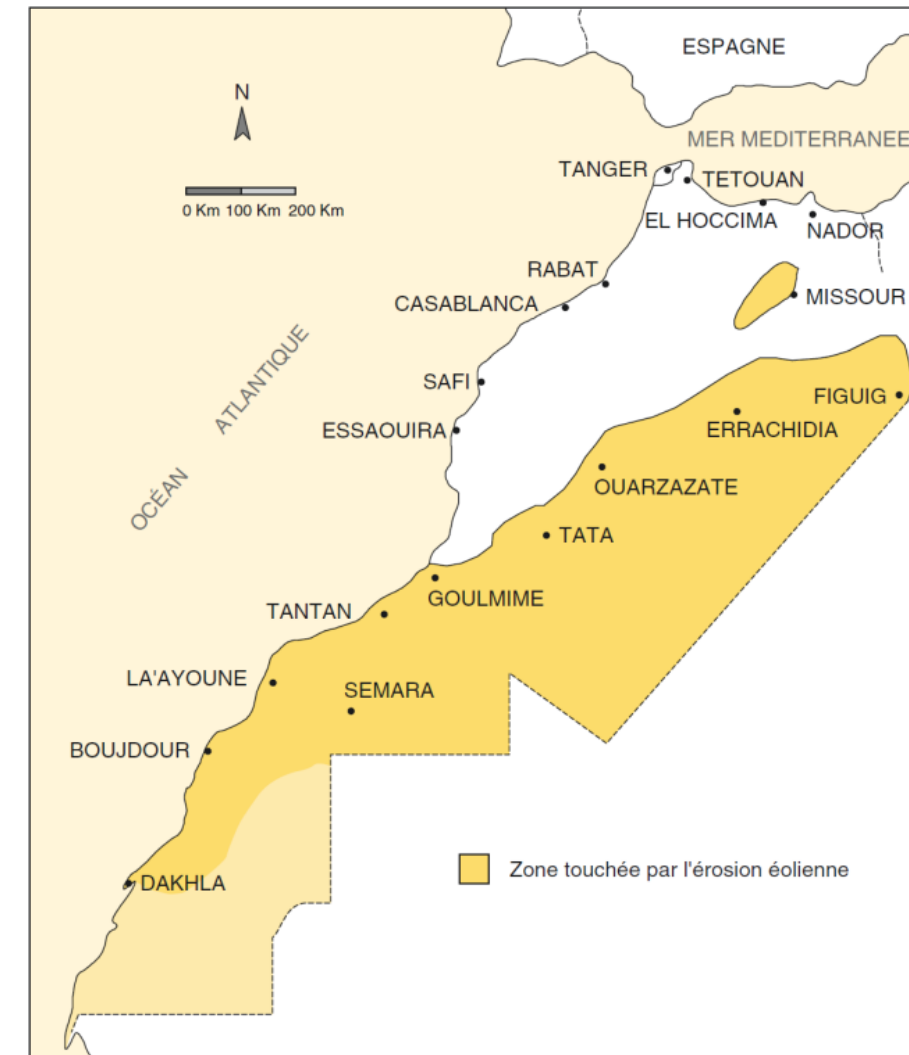 ESPAGNE
N
MER MEDITERRANEE
TANGER
TETOUAN
0 Km 100 Km 200 Km
EL HOCCIMA
NADOR
RABAT
MISSOUR
CASABLANCA
OCÉAN ATLANTIQUE
SAFI
FIGUIG
ESSAOUIRA
ERRACHIDIA
OUARZAZATE
TATA
GOULMIME
TANTAN
LA'AYOUNE
SEMARA
BOUJDOUR
Zone touchée par l'érosion éolienne
DAKHLA